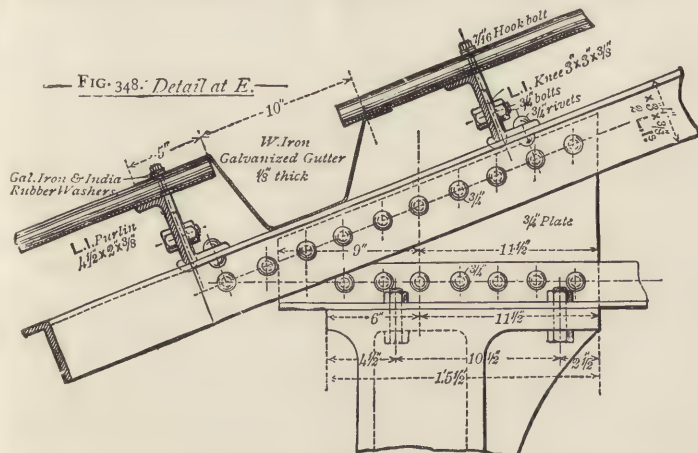 FIG. 348. Detail at E.
7/16" Hook bolt
L.I. Knee 3"x3"x3/8"
3/4" bolts
3/4" rivets
10"
W. Iron
Galvanized Gutter
1/8" thick
5"
Gal. Iron & India
Rubber Washers
L.I. Purlin
4 1/2"x2"x3/8"
3/4"
3/4" Plate
9"
11 1/2"
3/4"
6"
11 1/2"
4 1/2"
10 1/2"
2 1/2"
1'.5 1/2"